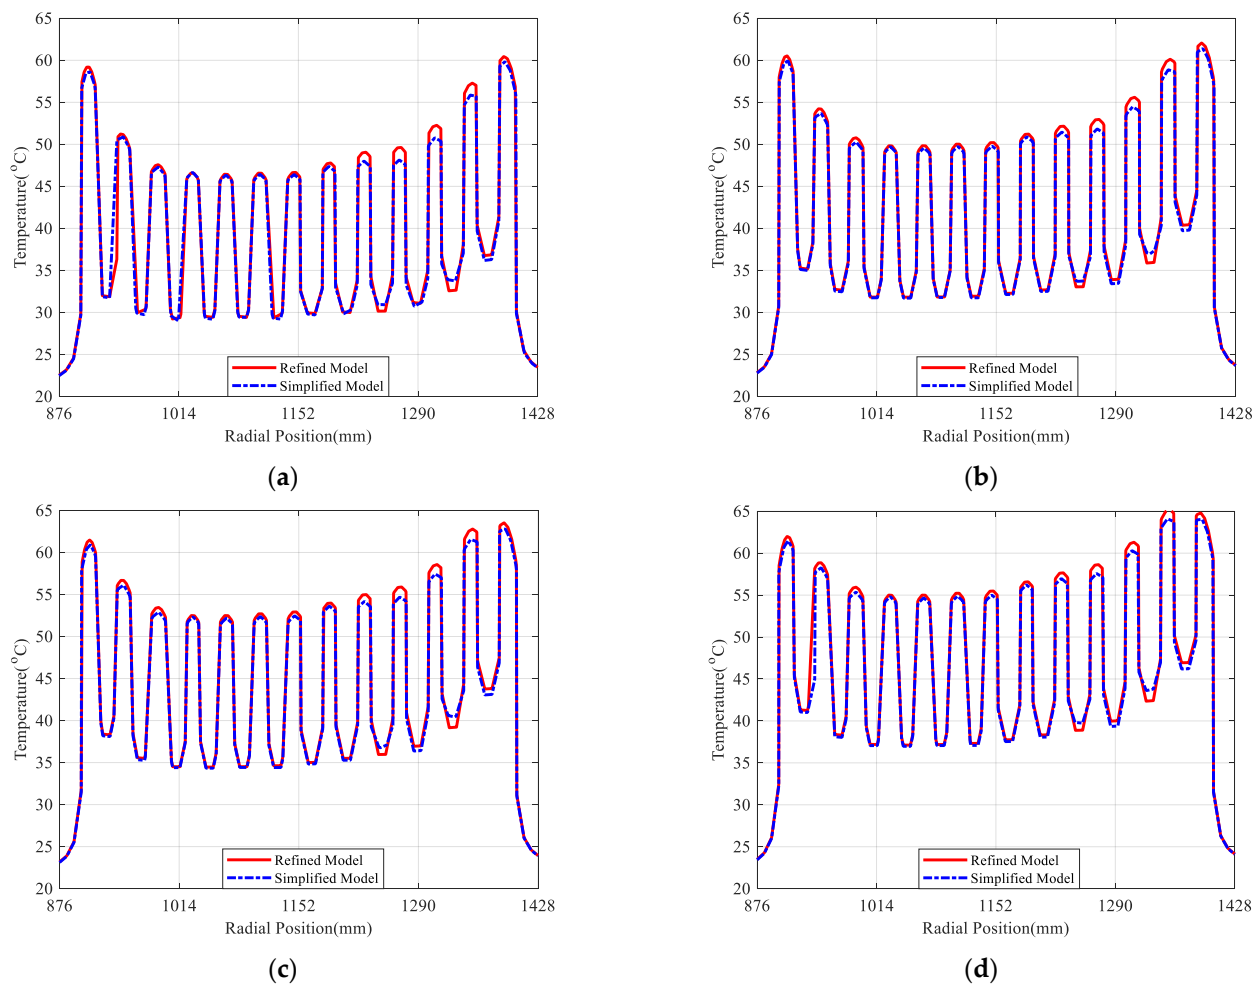 65
60
55
50
45
40
35
30
25
20
Temperature(°C)
Refined Model
Simplified Model
876 1014 1152 1290 1428
Radial Position(mm)
(a)
65
60
55
50
45
40
35
30
25
20
Temperature(°C)
Refined Model
Simplified Model
876 1014 1152 1290 1428
Radial Position(mm)
(b)
65
60
55
50
45
40
35
30
25
20
Temperature(°C)
Refined Model
Simplified Model
876 1014 1152 1290 1428
Radial Position(mm)
(c)
65
60
55
50
45
40
35
30
25
20
Temperature(°C)
Refined Model
Simplified Model
876 1014 1152 1290 1428
Radial Position(mm)
(d)